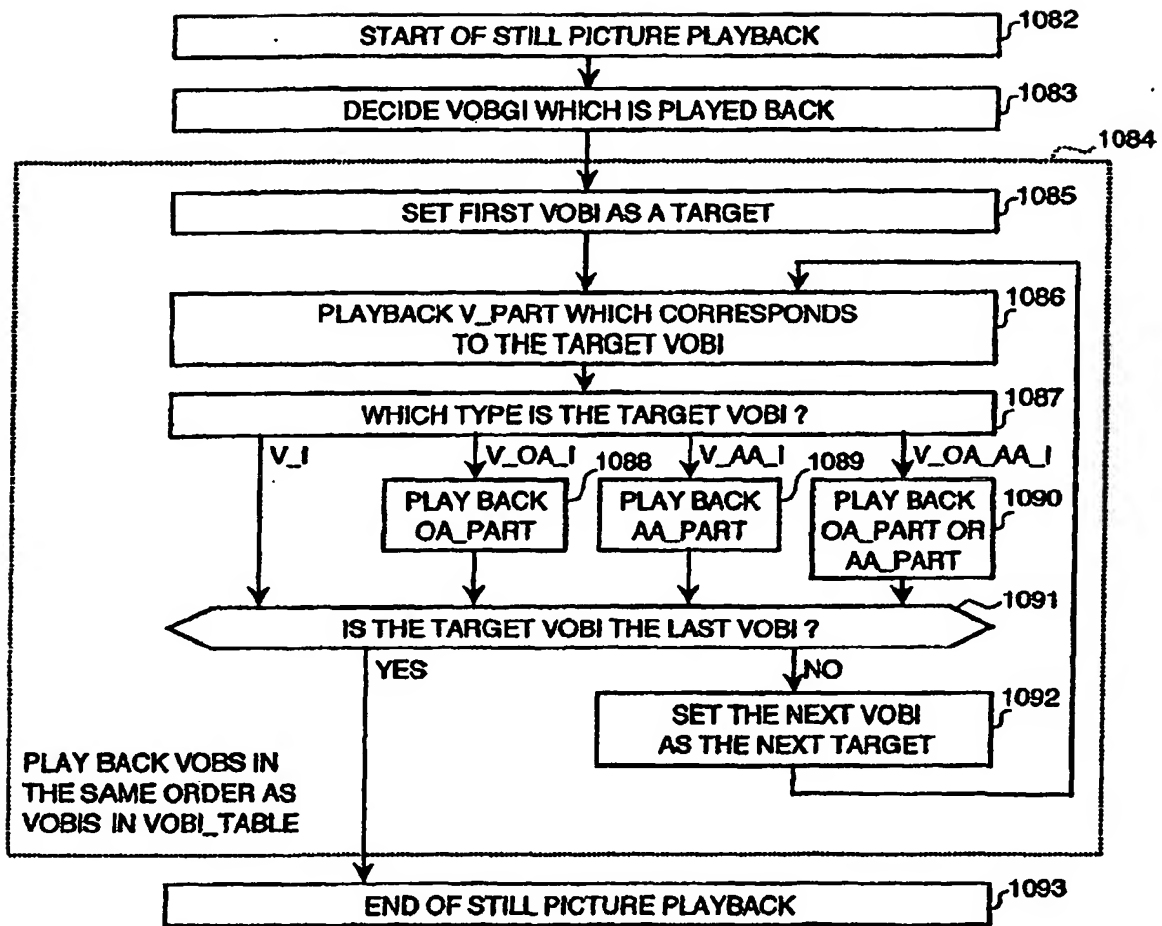 START OF STILL PICTURE PLAYBACK
1082
DECIDE VOBGI WHICH IS PLAYED BACK
1083
1084
SET FIRST VOBI AS A TARGET
1085
PLAYBACK V_PART WHICH CORRESPONDS
TO THE TARGET VOBI
1086
WHICH TYPE IS THE TARGET VOBI ?
1087
V_I
V_OA_I
1088
V_AA_I
1089
V_OA_AA_I
PLAY BACK
OA_PART
PLAY BACK
AA_PART
PLAY BACK
OA_PART OR
AA_PART
1090
IS THE TARGET VOBI THE LAST VOBI ?
1091
YES
NO
SET THE NEXT VOBI
AS THE NEXT TARGET
1092
PLAY BACK VOBS IN
THE SAME ORDER AS
VOBIS IN VOBI_TABLE
END OF STILL PICTURE PLAYBACK
1093